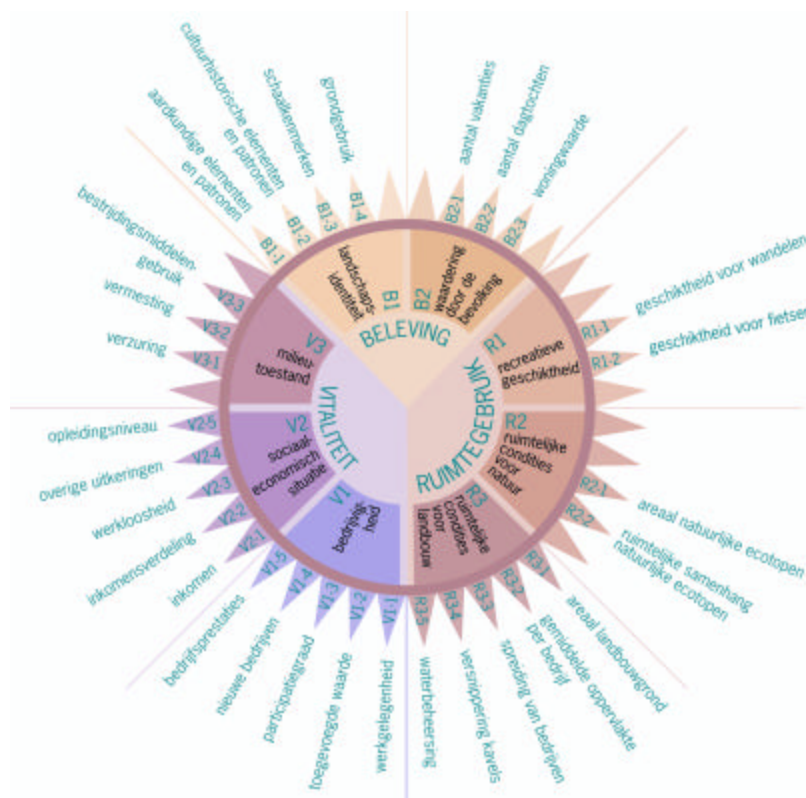 BELEVING
B1
landschaps-
identiteit
B1-1
aardkundige elementen
en patronen
B1-2
cultuurhistorische elementen
en patronen
B1-3
schaalkenmerken
B1-4
grondgebruik
B2
waardering
door de
bevolking
B2-1
aantal vakanties
B2-2
aantal dagtochten
B2-3
woningwaarde
RUIMTEGEBRUIK
R1
recreatieve
geschiktheid
R1-1
geschiktheid voor wandelen
R1-2
geschiktheid voor fietsen
R2
ruimtelijke
condities
voor
natuur
R2-1
areaal natuurlijke ecotopen
R2-2
ruimtelijke samenhang
natuurlijke ecotopen
R3
ruimtelijke
condities
voor
landbouw
R3-1
areaal landbouwgrond
R3-2
gemiddelde oppervlakte
per bedrijf
R3-3
spreiding van bedrijven
R3-4
versnippering kavels
R3-5
waterbeheersing
VITALITEIT
V1
bedrijvig-
heid
V1-1
werkgelegenheid
V1-2
toegevoegde waarde
V1-3
participatiegraad
V1-4
nieuwe bedrijven
V1-5
bedrijfsprestaties
V2
sociaal-
economisch
situatie
V2-1
inkomen
V2-2
inkomensverdeling
V2-3
werkloosheid
V2-4
overige uitkeringen
V2-5
opleidingsniveau
V3
milieu-
toestand
V3-1
verzuring
V3-2
vermesting
V3-3
bestrijdingsmiddelen-
gebruik